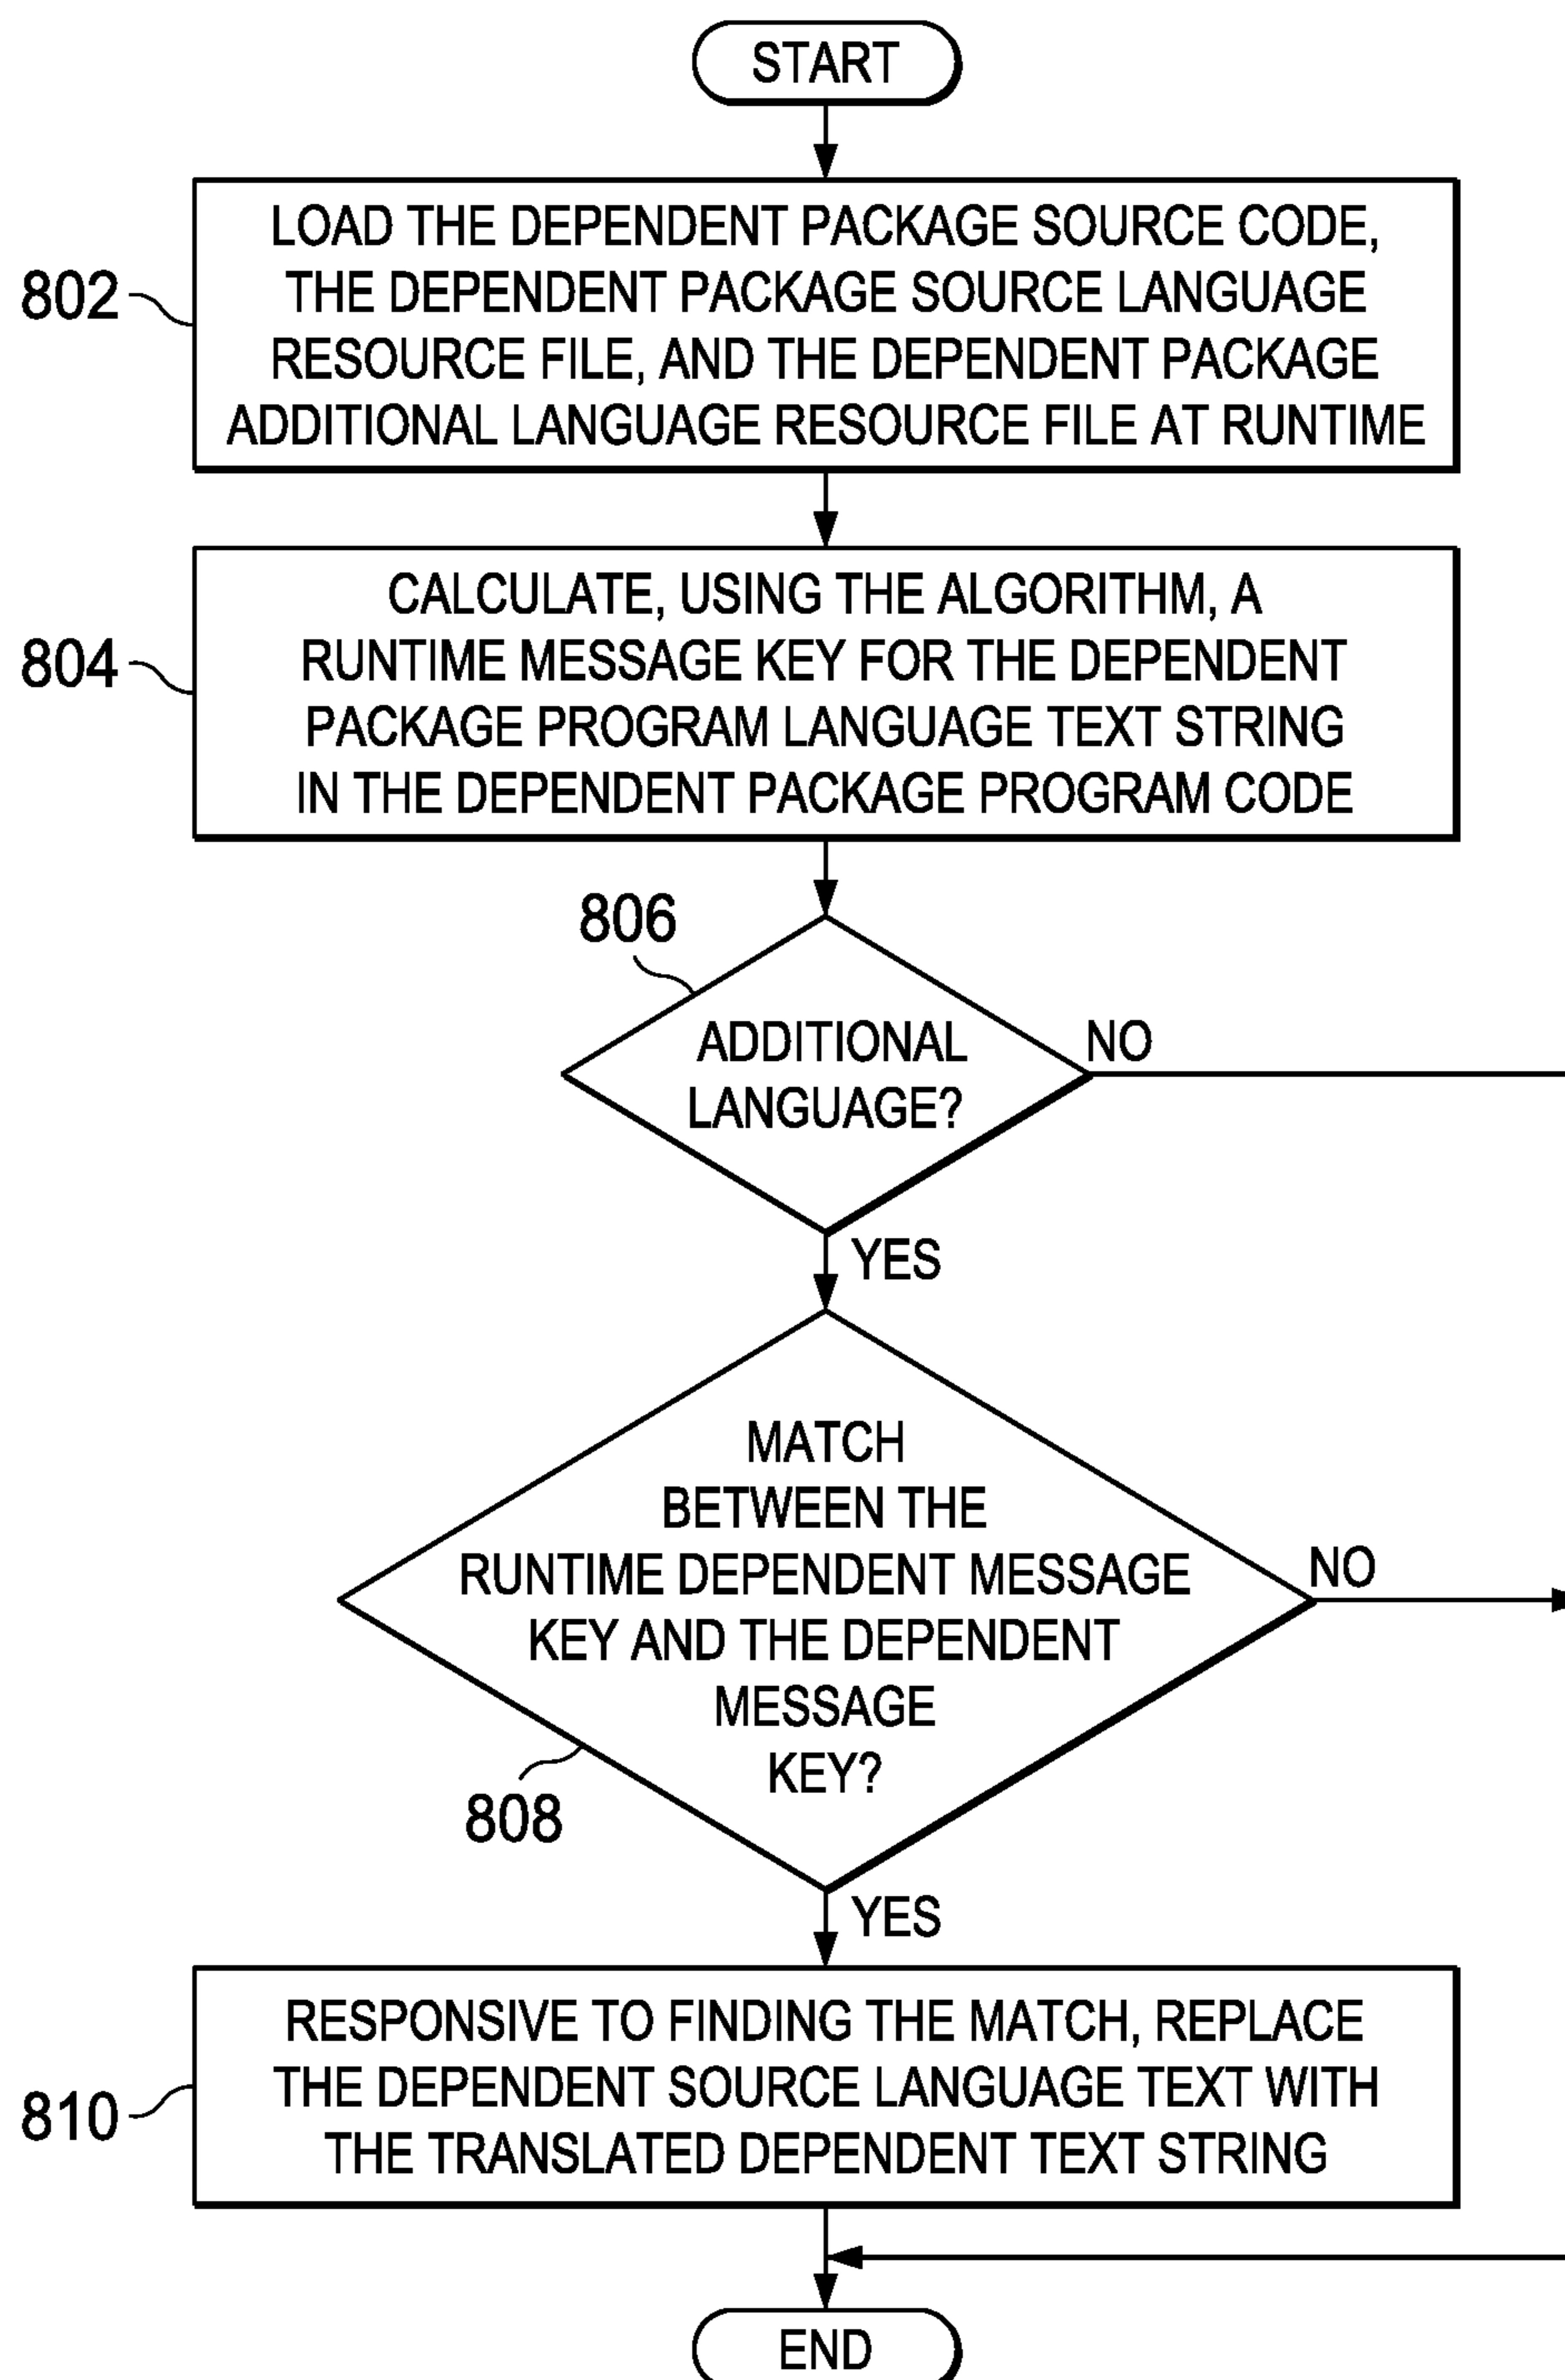 START
802
LOAD THE DEPENDENT PACKAGE SOURCE CODE,
THE DEPENDENT PACKAGE SOURCE LANGUAGE
RESOURCE FILE, AND THE DEPENDENT PACKAGE
ADDITIONAL LANGUAGE RESOURCE FILE AT RUNTIME
804
CALCULATE, USING THE ALGORITHM, A
RUNTIME MESSAGE KEY FOR THE DEPENDENT
PACKAGE PROGRAM LANGUAGE TEXT STRING
IN THE DEPENDENT PACKAGE PROGRAM CODE
806
ADDITIONAL
LANGUAGE?
NO
YES
MATCH
BETWEEN THE
RUNTIME DEPENDENT MESSAGE
KEY AND THE DEPENDENT
MESSAGE
KEY?
NO
808
YES
810
RESPONSIVE TO FINDING THE MATCH, REPLACE
THE DEPENDENT SOURCE LANGUAGE TEXT WITH
THE TRANSLATED DEPENDENT TEXT STRING
END